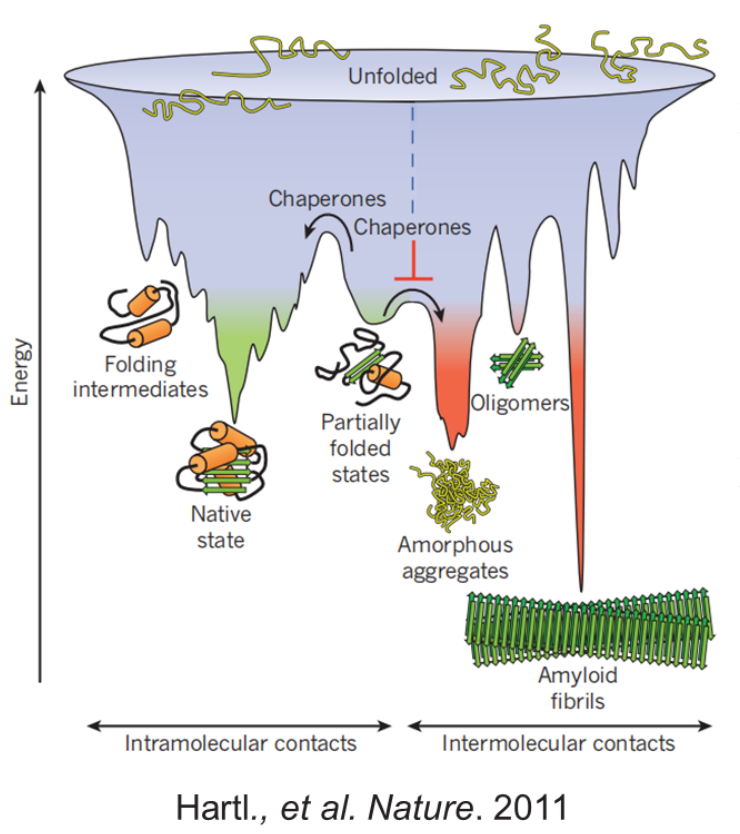 Unfolded
Chaperones
Chaperones
Energy
Folding
intermediates
Native
state
Partially
folded
states
Amorphous
aggregates
Oligomers
Amyloid
fibrils
Intramolecular contacts
Intermolecular contacts
Hartl., et al. Nature. 2011